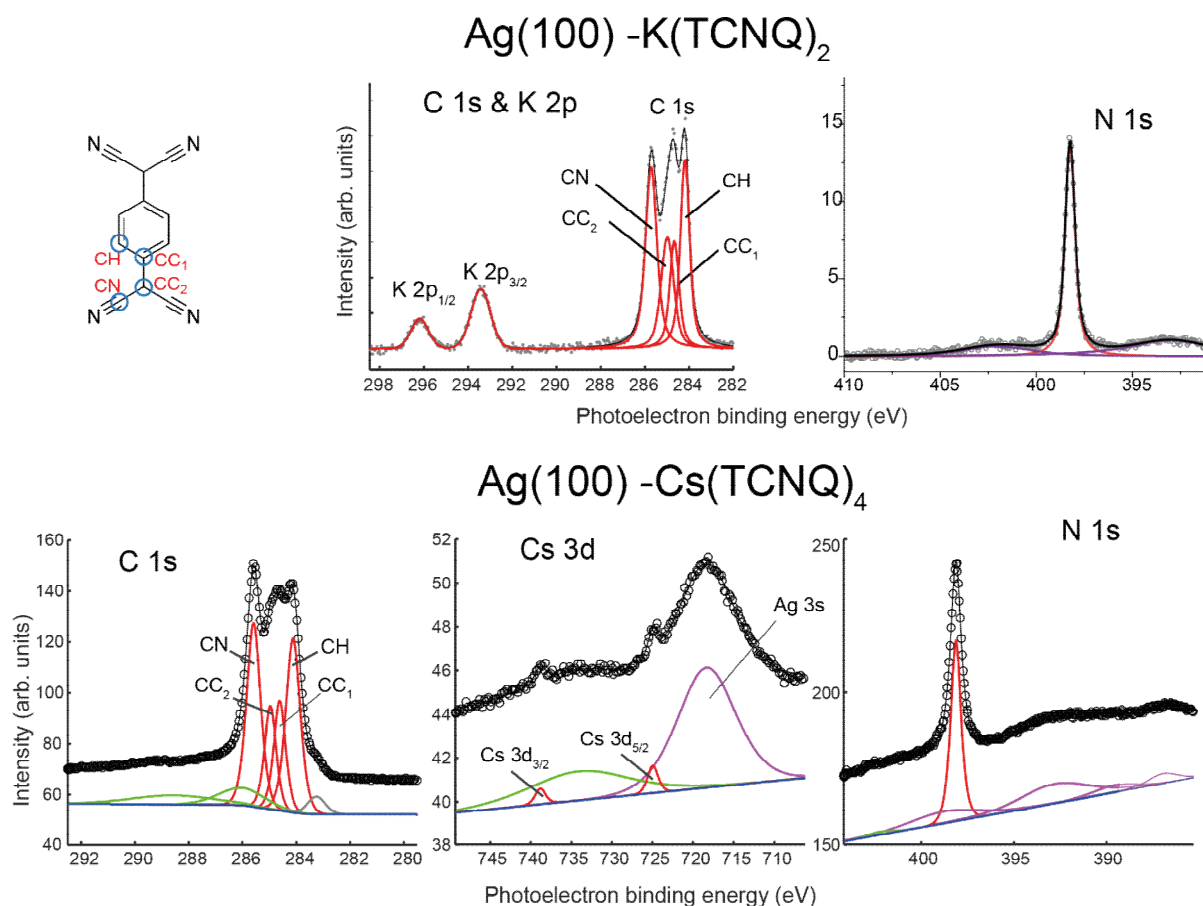 Ag(100) -K(TCNQ)2
N N
CH CC1
CN CC2
N N
C 1s & K 2p
C 1s
CN
CH
CC2
CC1
K 2p1/2
K 2p3/2
Intensity (arb. units)
298 296 294 292 290 288 286 284 282
N 1s
15
10
5
0
410 405 400 395
Photoelectron binding energy (eV)
Ag(100) -Cs(TCNQ)4
C 1s
CN
CH
CC2
CC1
Intensity (arb. units)
160
140
120
100
80
60
40
292 290 288 286 284 282 280
Cs 3d
Ag 3s
Cs 3d3/2
Cs 3d5/2
52
50
48
46
44
42
40
38
745 740 735 730 725 720 715 710
N 1s
250
200
150
400 395 390
Photoelectron binding energy (eV)